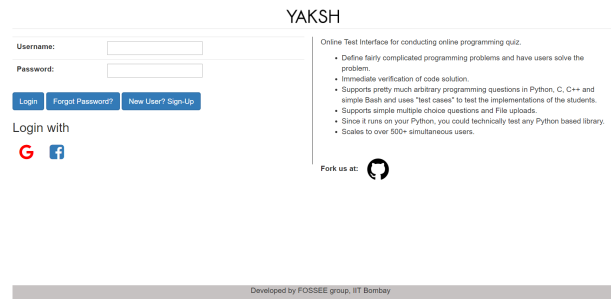 YAKSH
Username:
Password:
Login Forgot Password? New User? Sign-Up
Login with
Online Test Interface for conducting online programming quiz.
• Define fairly complicated programming problems and have users solve the
problem.
• Immediate verification of code solution.
• Supports pretty much arbitrary programming questions in Python, C, C++ and
simple Bash and uses "test cases" to test the implementations of the students.
• Supports simple multiple choice questions and File uploads.
• Since it runs on your Python, you could technically test any Python based library.
• Scales to over 500+ simultaneous users.
Fork us at:
Developed by FOSSEE group, IIT Bombay